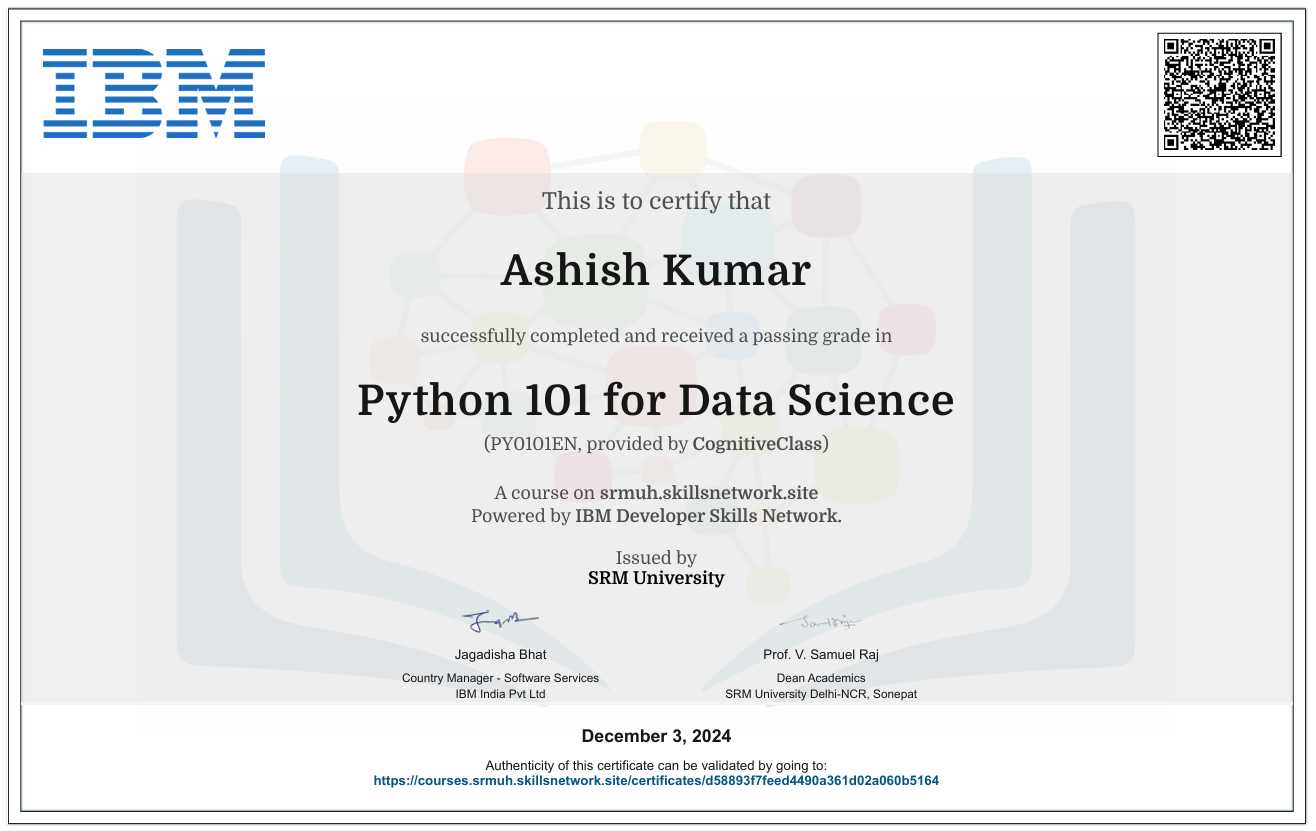 IBM
This is to certify that
Ashish Kumar
successfully completed and received a passing grade in
Python 101 for Data Science
(PY0101EN, provided by CognitiveClass)
A course on srmuh.skillsnetwork.site
Powered by IBM Developer Skills Network.
Issued by
SRM University
Jagadisha Bhat
Prof. V. Samuel Raj
Country Manager - Software Services
Dean Academics
IBM India Pvt Ltd
SRM University Delhi-NCR, Sonepat
December 3, 2024
Authenticity of this certificate can be validated by going to:
https://courses.srmuh.skillsnetwork.site/certificates/d58893f7feed4490a361d02a060b5164